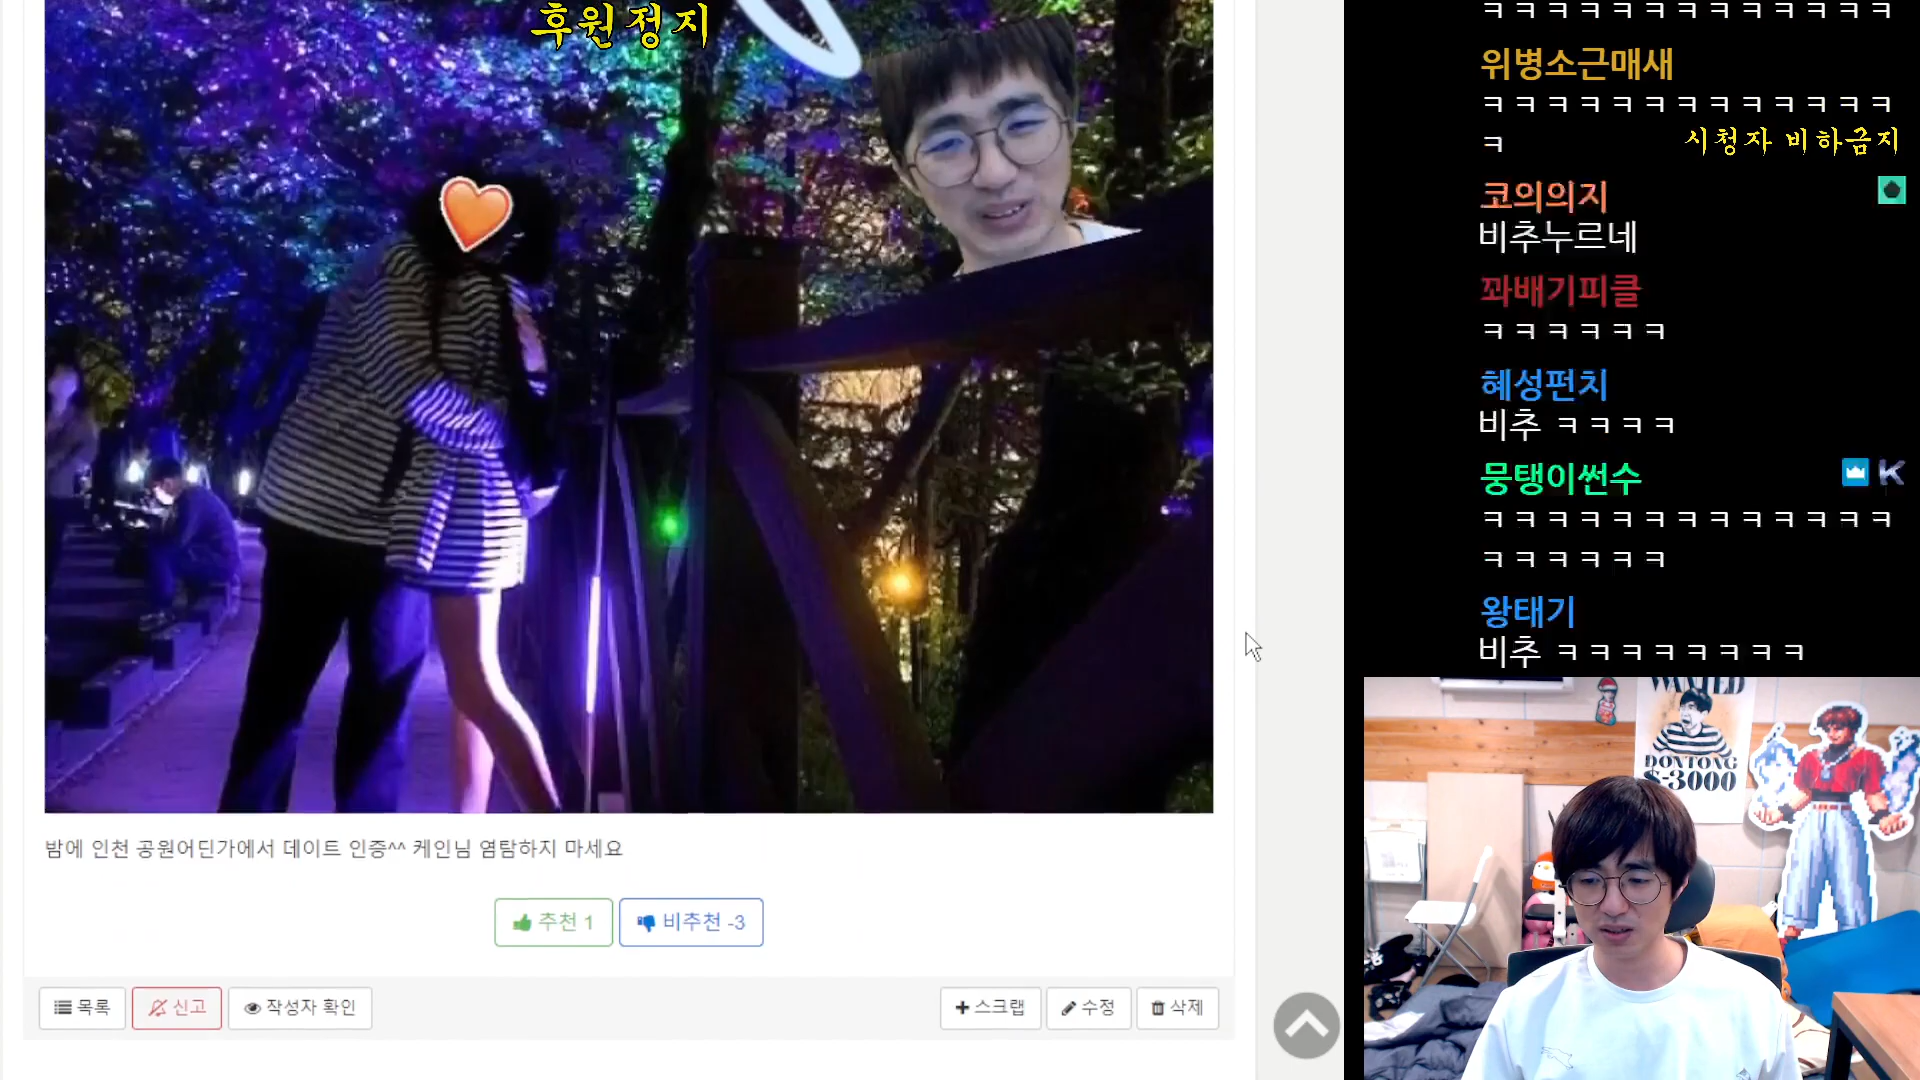 후원정지
밤에 인천 공원어딘가에서 데이트 인증^^ 케인님 염탐하지 마세요
추천 1
비추천 -3
목록
신고
작성자 확인
스크랩
수정
삭제
ㅋㅋㅋㅋㅋㅋㅋㅋㅋㅋㅋㅋㅋ
위병소근매새
ㅋㅋㅋㅋㅋㅋㅋㅋㅋㅋㅋㅋㅋ
ㅋ
시청자 비하금지
코의의지
비추누르네
꽈배기피클
ㅋㅋㅋㅋㅋㅋ
혜성펀치
비추 ㅋㅋㅋㅋ
뭉탱이썬수
K
ㅋㅋㅋㅋㅋㅋㅋㅋㅋㅋㅋㅋㅋ
ㅋㅋㅋㅋㅋㅋ
왕태기
비추 ㅋㅋㅋㅋㅋㅋㅋㅋ
WANTED
DONTONG
$-3000